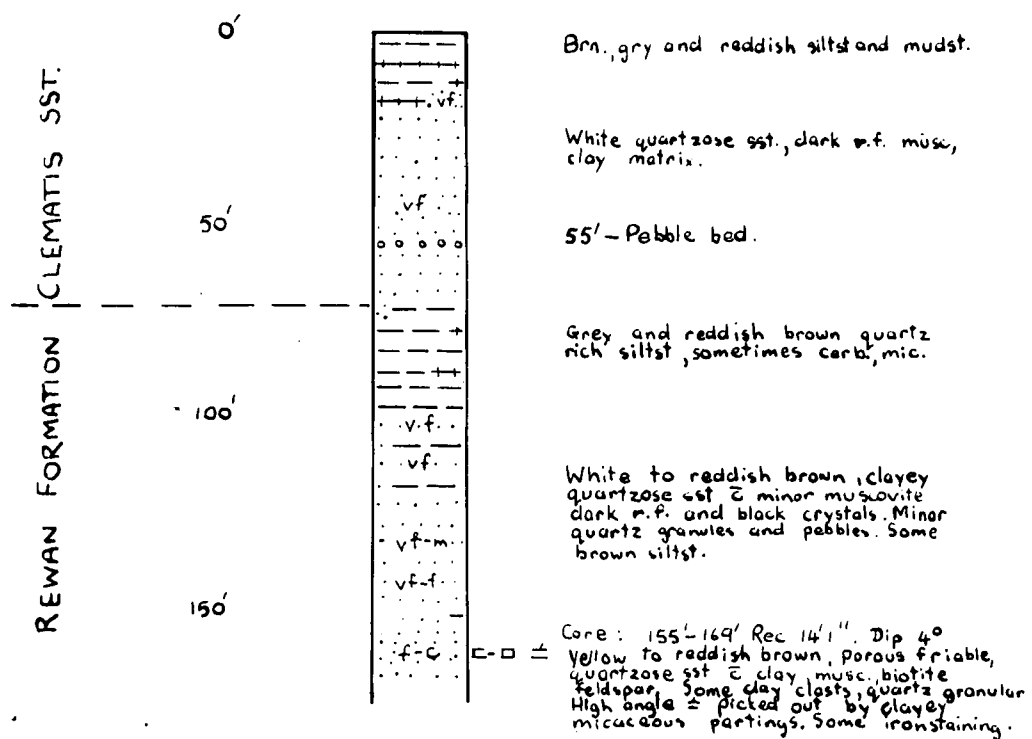 0'
Brn., gry and reddish siltst and mudst.
vf
White quartzose sst., dark r.f. musc,
clay matrix.
CLEMATIS SST.
vf
50'
55' - Pebble bed.
Grey and reddish brown quartz
rich siltst, sometimes carb., mic.
REWAN FORMATION
100'
v.f.
vf
White to reddish brown, clayey
quartzose sst c̄ minor muscovite
dark r.f. and black crystals. Minor
quartz granules and pebbles. Some
brown siltst.
vf-m
vf-f
150'
f-c
Core: 155'-169' Rec 14'1". Dip 4°
Yellow to reddish brown, porous friable,
quartzose sst c̄ clay, musc., biotite
feldspar. Some clay clasts, quartz granular
High angle picked out by clayey
micaceous partings. Some ironstaining.